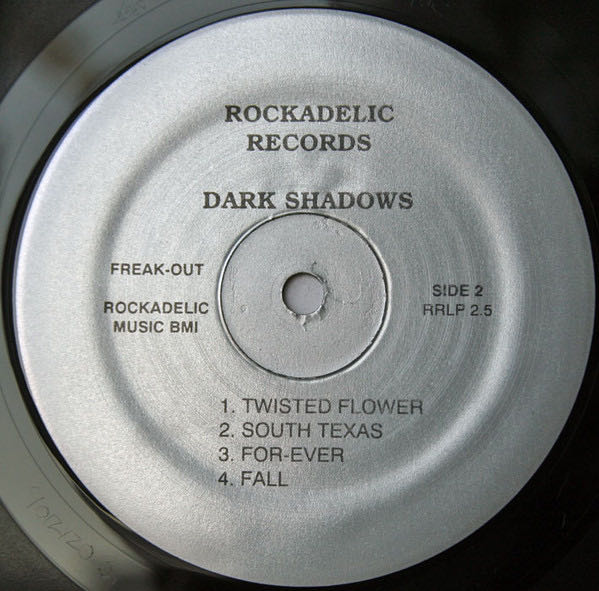 ROCKADELIC
RECORDS
DARK SHADOWS
FREAK-OUT
ROCKADELIC
MUSIC BMI
SIDE 2
RRLP 2.5
1. TWISTED FLOWER
2. SOUTH TEXAS
3. FOR-EVER
4. FALL